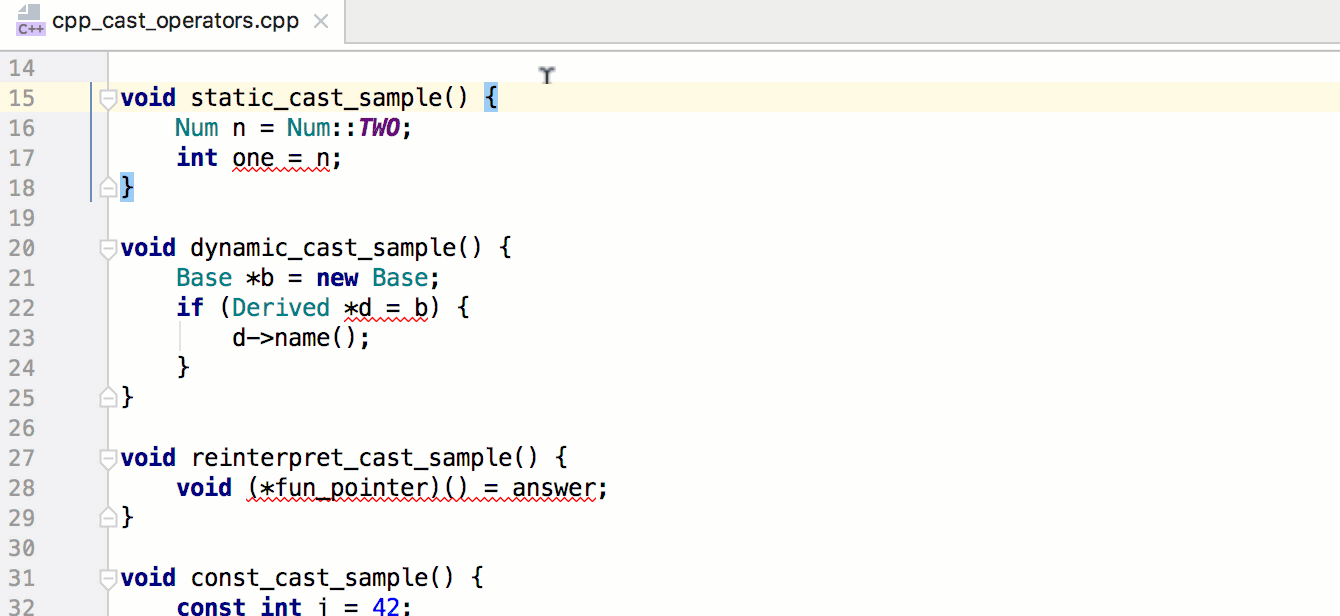 C++ cpp_cast_operators.cpp ×
14
15 void static_cast_sample() {
16     Num n = Num::TWO;
17     int one = n;
18 }
19
20 void dynamic_cast_sample() {
21     Base *b = new Base;
22     if (Derived *d = b) {
23         d->name();
24     }
25 }
26
27 void reinterpret_cast_sample() {
28     void (*fun_pointer)() = answer;
29 }
30
31 void const_cast_sample() {
32     const int j = 42;